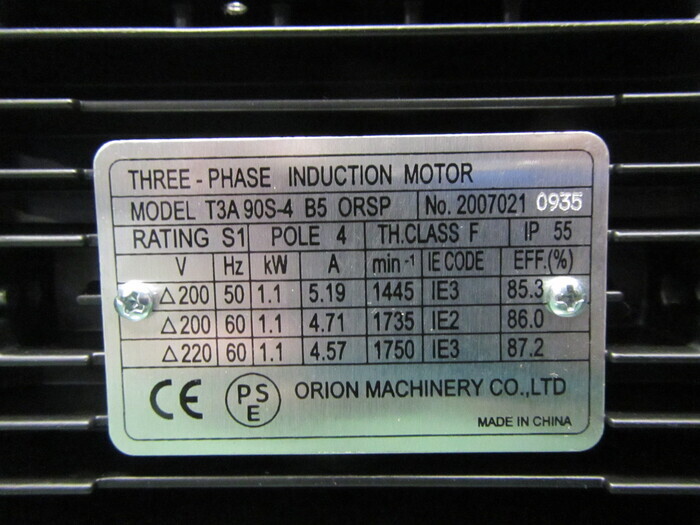 THREE-PHASE INDUCTION MOTOR
MODEL T3A 90S-4 B5 ORSP No. 2007021 0935
RATING S1 POLE 4 TH.CLASS F IP 55
V Hz kW A min⁻¹ IE CODE EFF.(%)
△200 50 1.1 5.19 1445 IE3 85.3
△200 60 1.1 4.71 1735 IE2 86.0
△220 60 1.1 4.57 1750 IE3 87.2
CE PSE ORION MACHINERY CO.,LTD
MADE IN CHINA